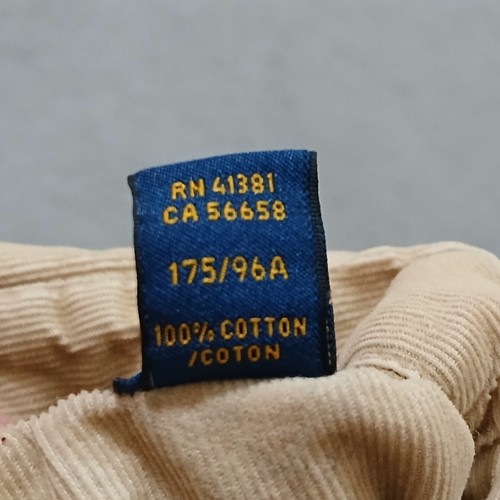 RN 41381
CA 56658
175/96A
100% COTTON
/COTON